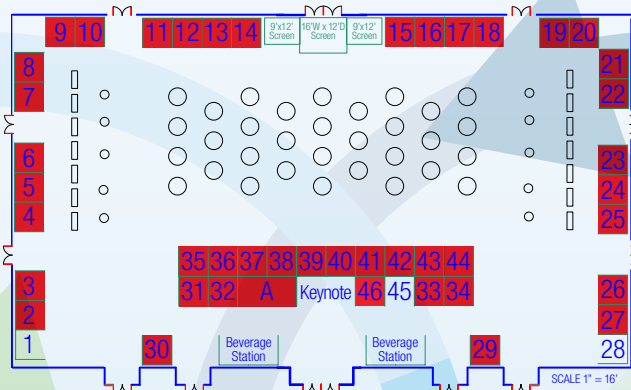 9 10 11 12 13 14 9'x12' Screen 16'W x 12'D Screen 9'x12' Screen 15 16 17 18 19 20
8
7
21
22
6
5
4
23
24
25
35 36 37 38 39 40 41 42 43 44
31 32 A Keynote 46 45 33 34
3
2
1
26
27
28
30
Beverage
Station
Beverage
Station
29
SCALE 1" = 16'